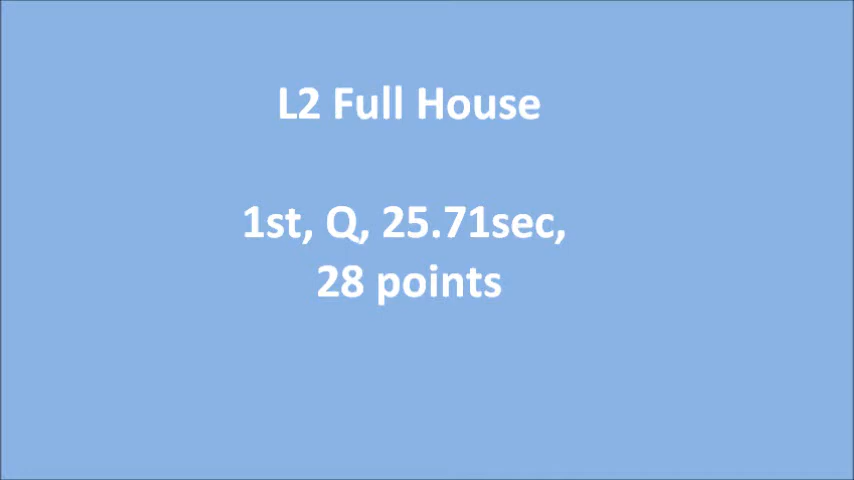 L2 Full House
1st, Q, 25.71sec,
28 points